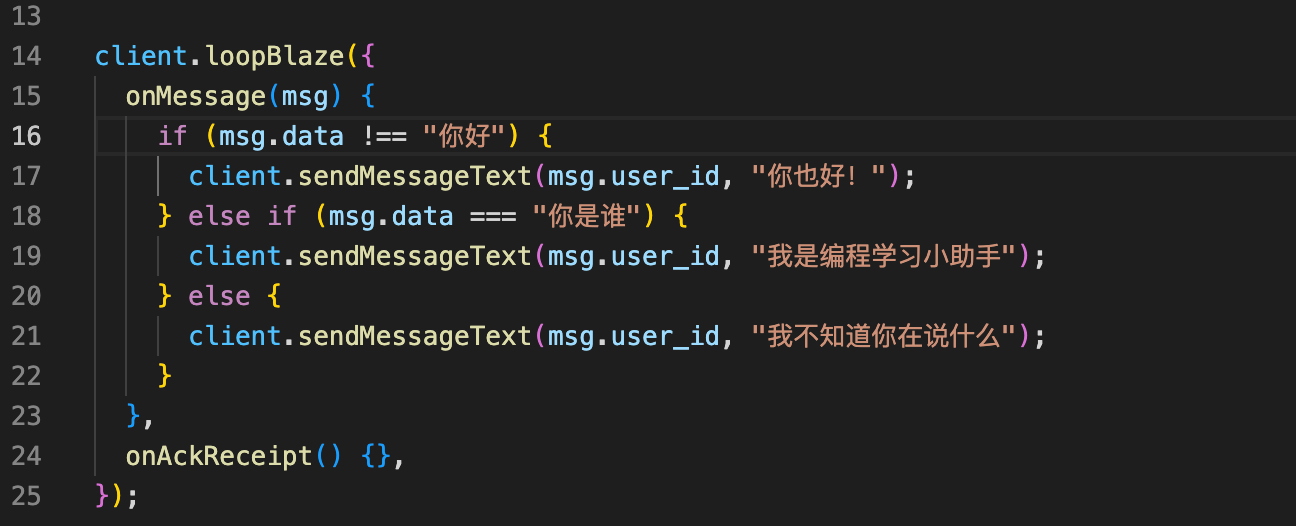 13
14 client.loopBlaze({
15 onMessage(msg) {
16 if (msg.data !== "你好") {
17 client.sendMessageText(msg.user_id, "你也好！");
18 } else if (msg.data === "你是谁") {
19 client.sendMessageText(msg.user_id, "我是编程学习小助手");
20 } else {
21 client.sendMessageText(msg.user_id, "我不知道你在说什么");
22 }
23 },
24 onAckReceipt() {},
25 });